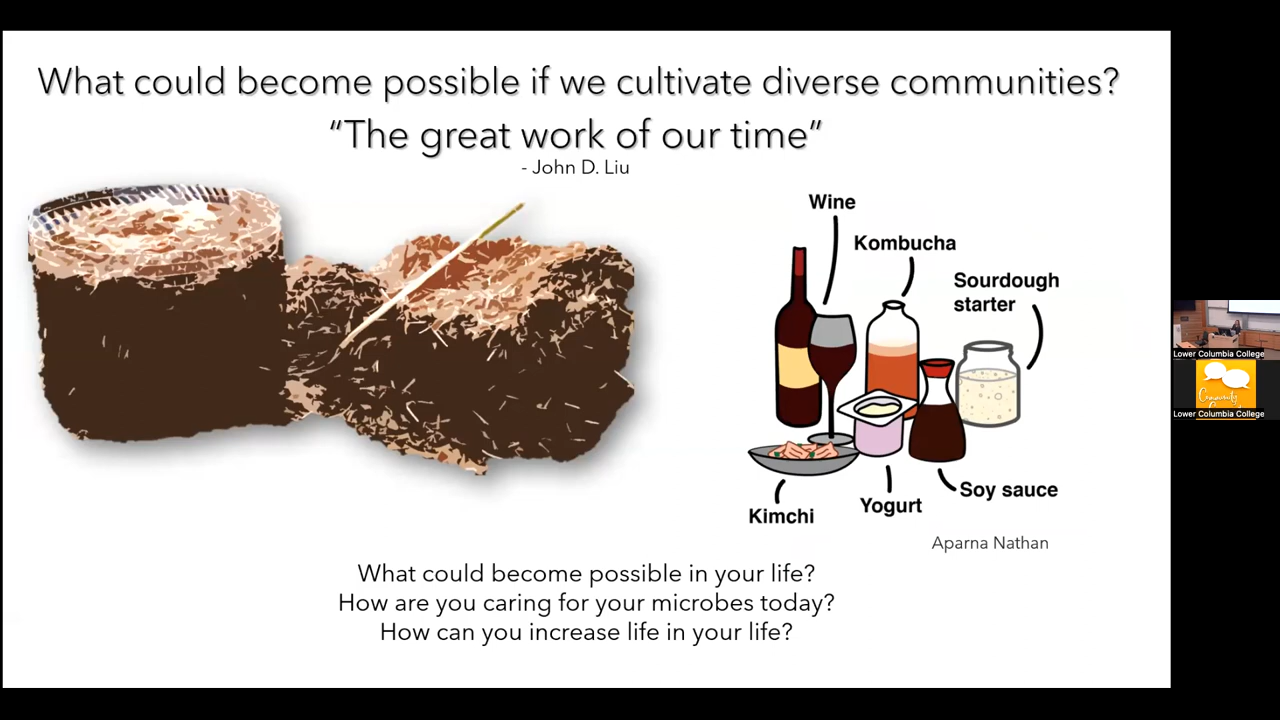 What could become possible if we cultivate diverse communities?
“The great work of our time”
- John D. Liu
Wine
Kombucha
Sourdough
starter
Kimchi
Yogurt
Soy sauce
Aparna Nathan
What could become possible in your life?
How are you caring for your microbes today?
How can you increase life in your life?
Lower Columbia College
Community
Lower Columbia College